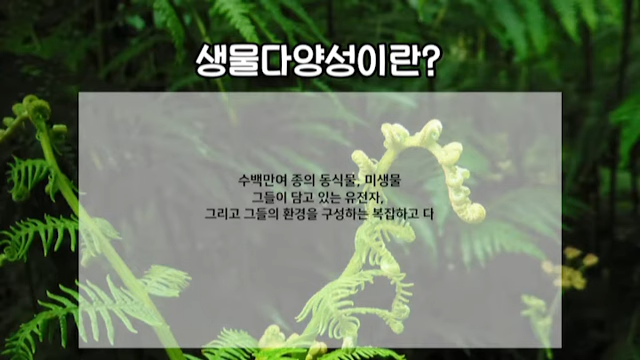 생물다양성이란?
수백만여 종의 동식물, 미생물
그들이 담고 있는 유전자,
그리고 그들의 환경을 구성하는 복잡하고 다